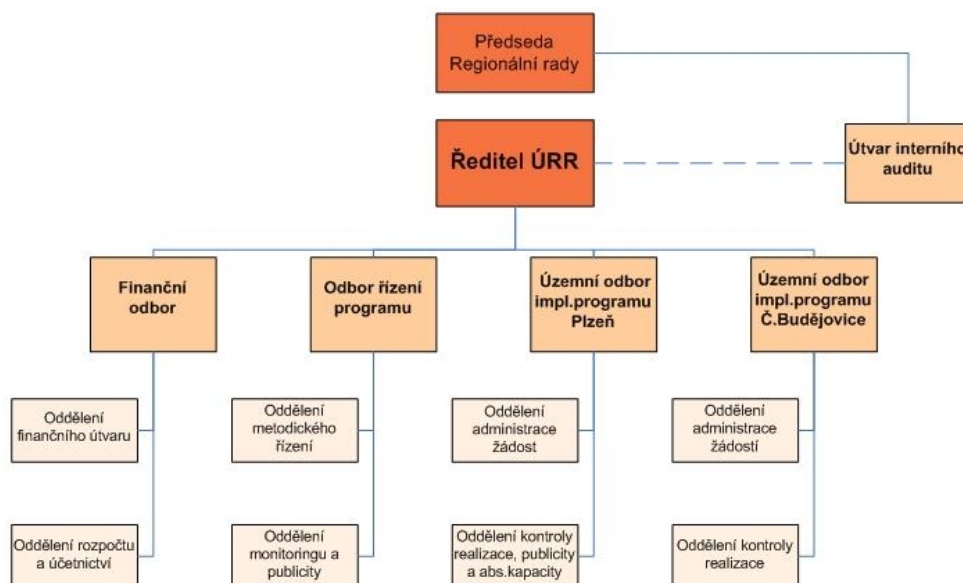 Předseda
Regionální rady
Ředitel ÚRR
Útvar interního
auditu
Finanční
odbor
Odbor řízení
programu
Územní odbor
impl.programu
Plzeň
Územní odbor
impl.programu
Č.Budějovice
Oddělení
finančního útvaru
Oddělení
metodického
řízení
Oddělení
administrace
žádost
Oddělení
administrace
žádostí
Oddělení rozpočtu
a účetnictví
Oddělení
monitoringu a
publicity
Oddělení kontroly
realizace, publicity
a abs.kapacity
Oddělení kontroly
realizace